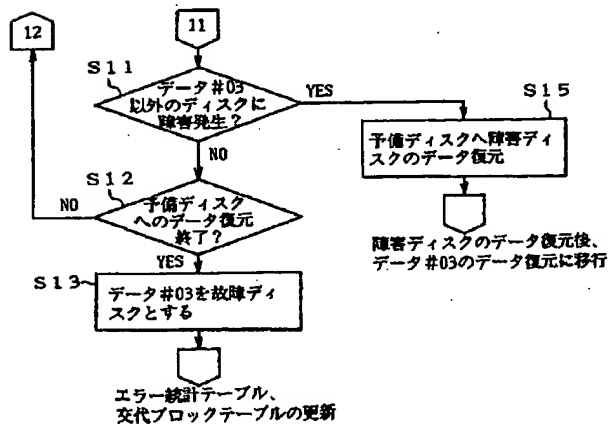 12
11
S11
データ#03
以外のディスクに
障害発生?
YES
S15
予備ディスクへ障害ディ
スクのデータ復元
NO
障害ディスクのデータ復元後、
データ#03のデータ復元に移行
S12
予備ディスク
へのデータ復元
終了?
NO
YES
S13
データ#03を故障ディ
スクとする
エラー統計テーブル、
交代ブロックテーブルの更新